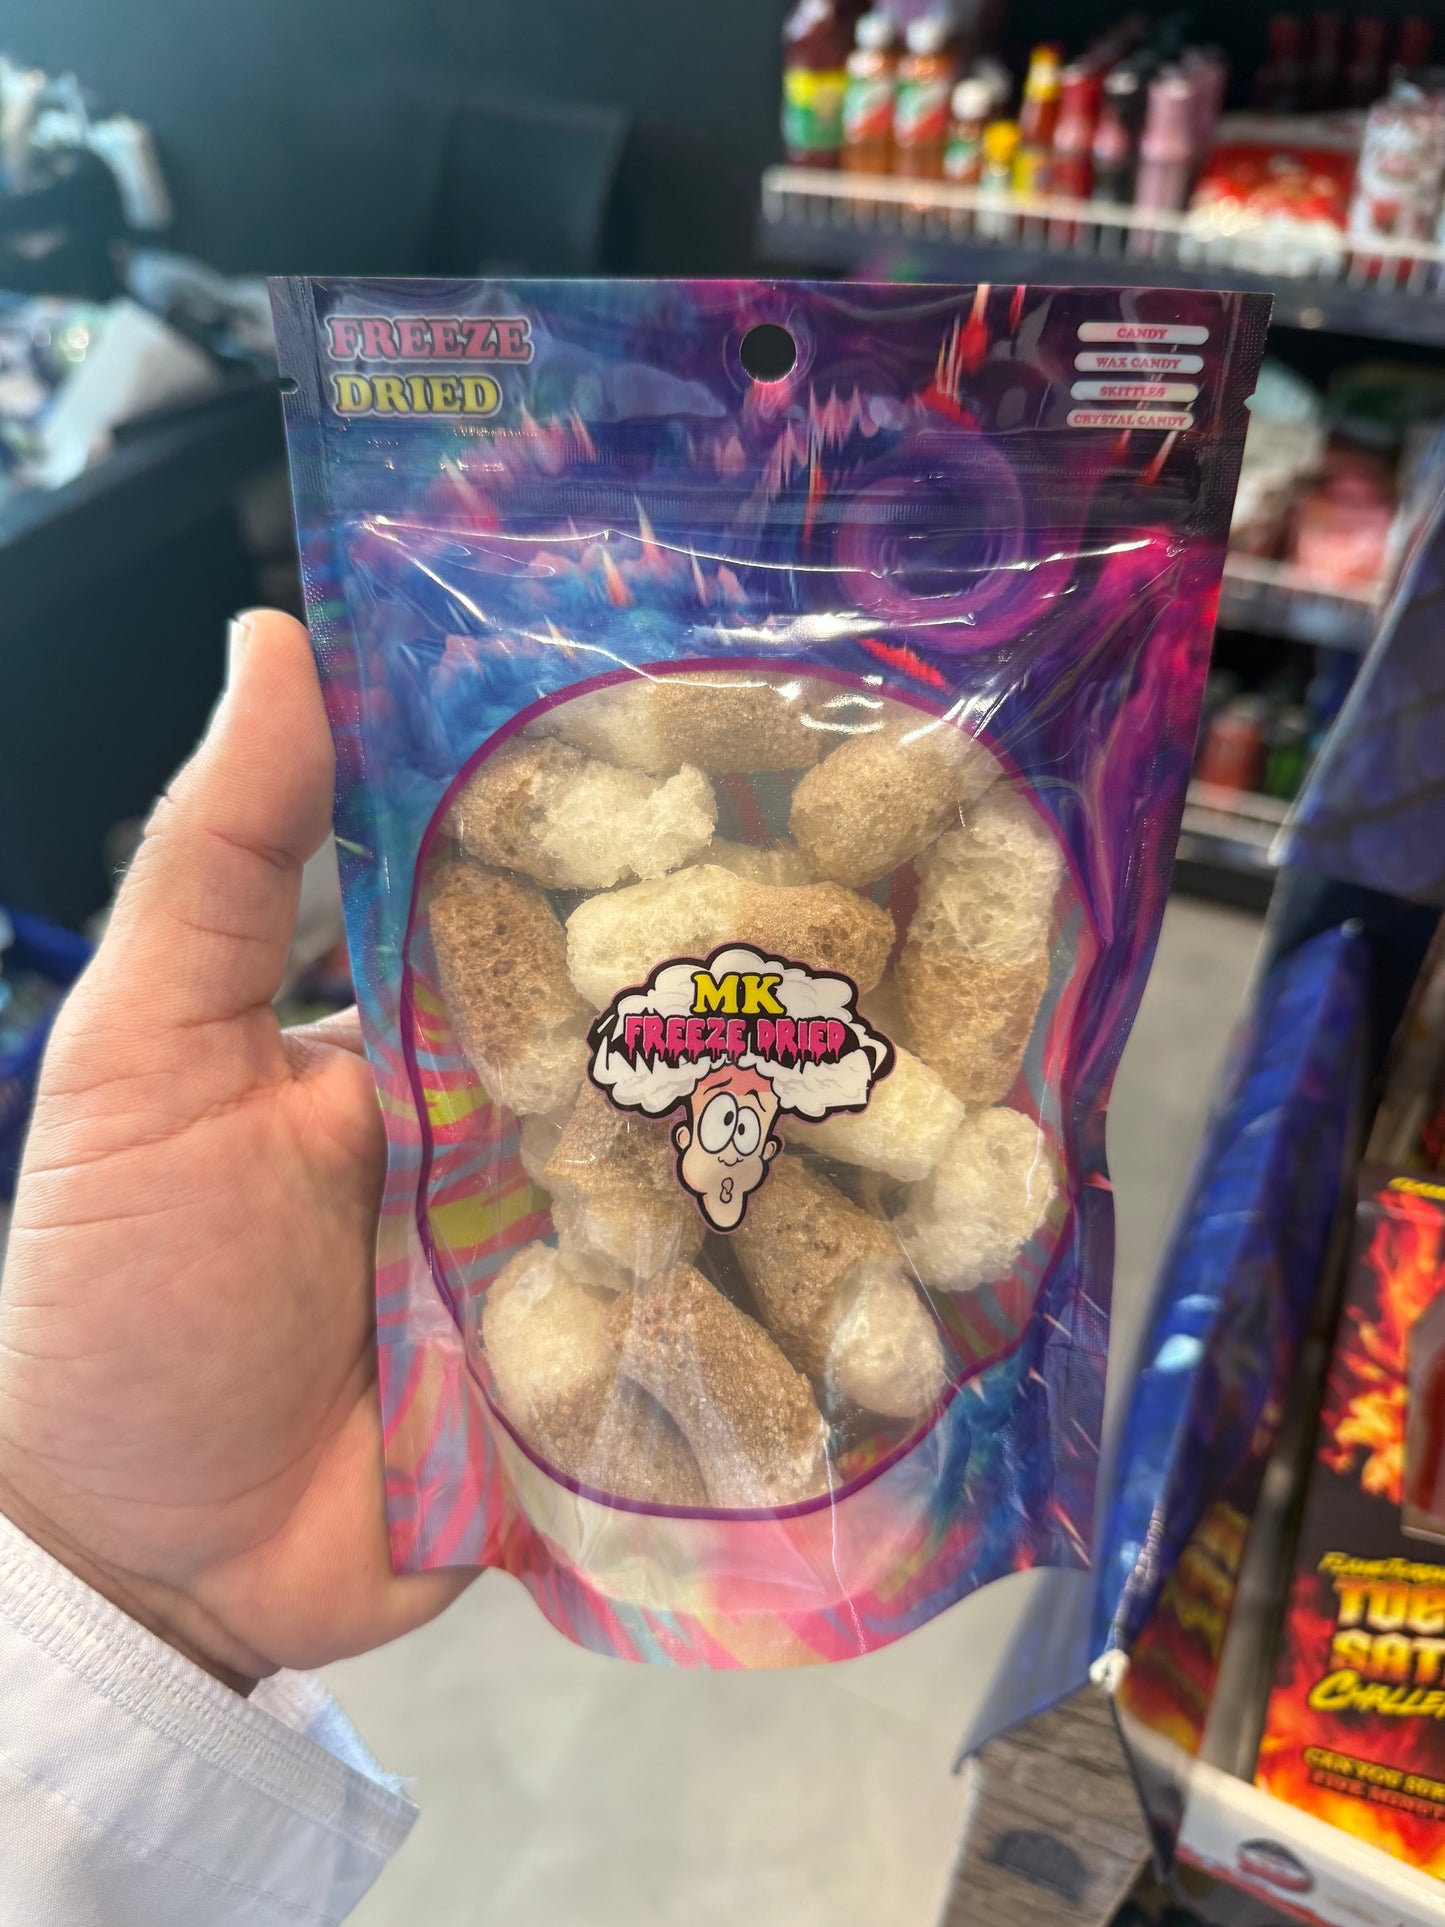 FREEZE
DRIED
CANDY
WAX CANDY
SKITTLES
CRYSTAL CANDY
MK
FREEZE DRIED